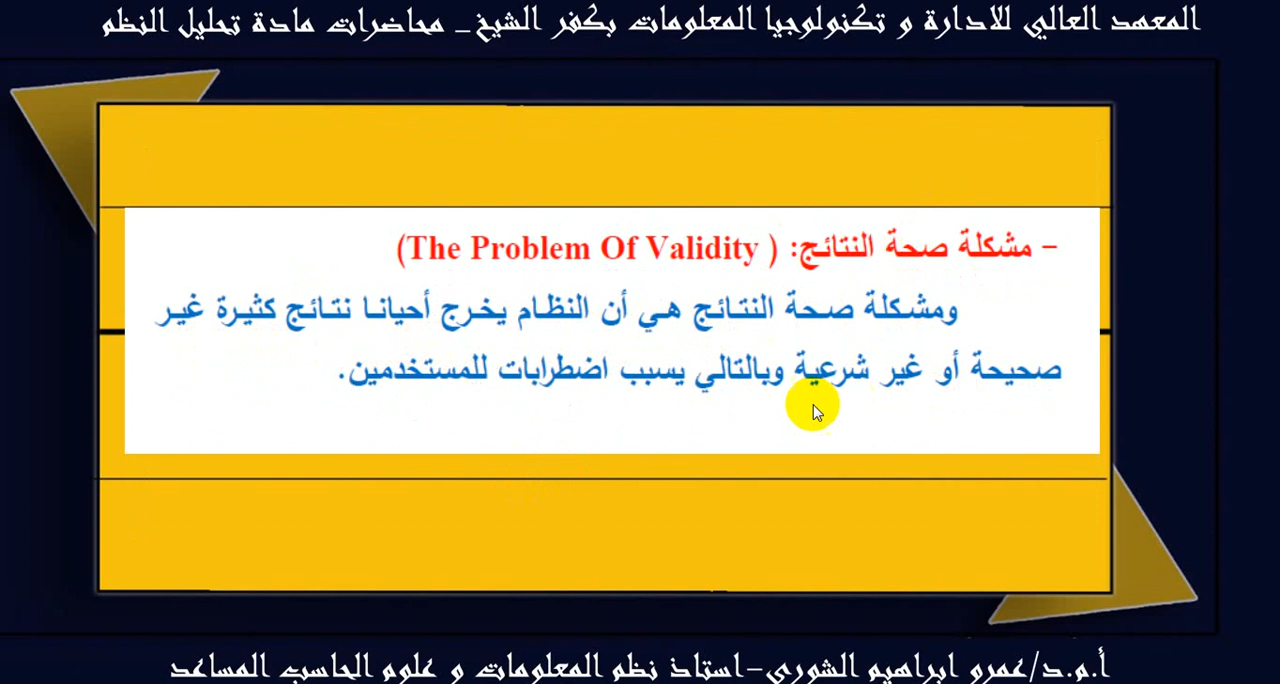 المعهد العالي للادارة و تكنولوجيا المعلومات بكفر الشيخ_ محاضرات مادة تحليل النظم
- مشكلة صحة النتائج: ( The Problem Of Validity)
ومشكلة صحة النتائج هي أن النظام يخرج أحيانا نتائج كثيرة غير
صحيحة أو غير شرعية وبالتالي يسبب اضطرابات للمستخدمين.
أ.م.د/عمرو ابراهيم الشورى-استاذ نظم المعلومات و علوم الحاسب المساعد